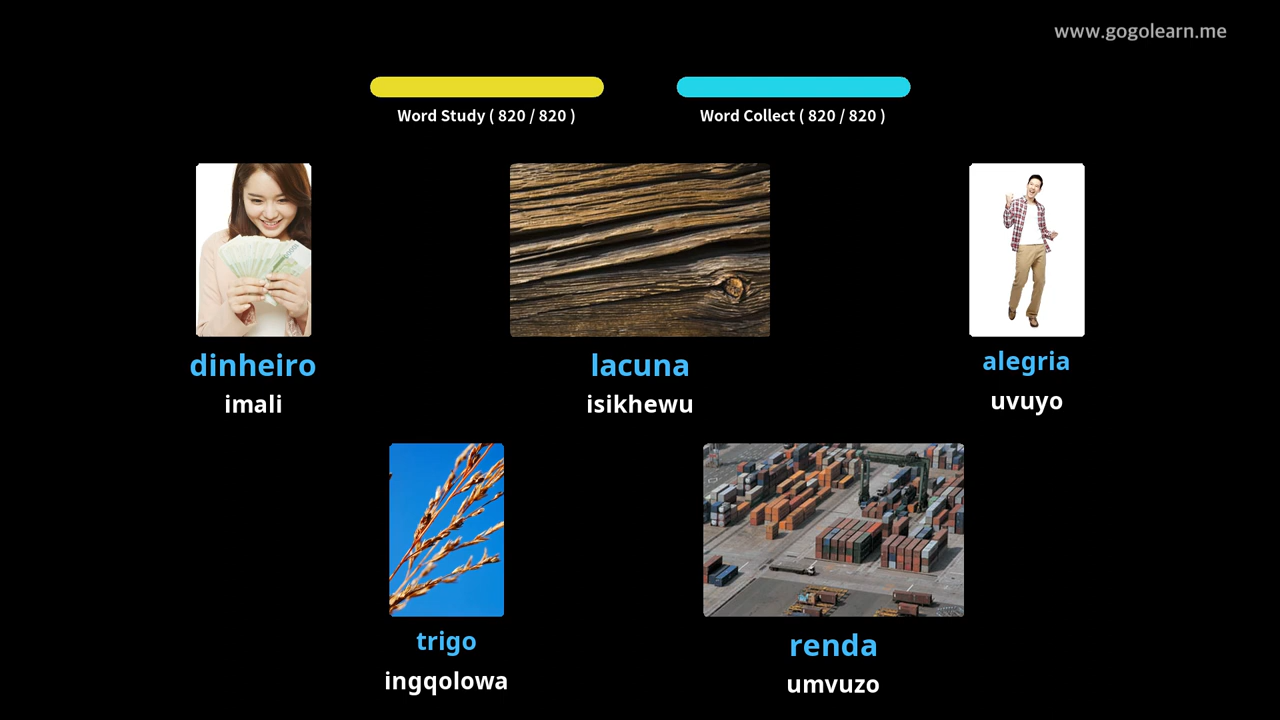 www.gogolearn.me
Word Study ( 820 / 820 )
Word Collect ( 820 / 820 )
dinheiro
imali
lacuna
isikhewu
alegria
uvuyo
trigo
ingqolowa
renda
umvuzo